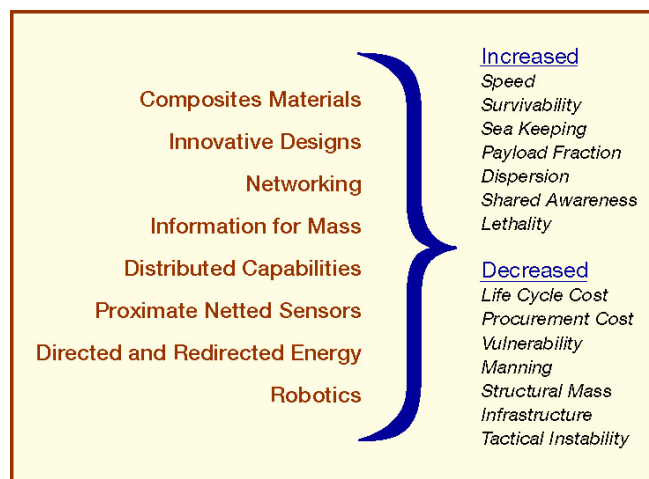 Composites Materials
Innovative Designs
Networking
Information for Mass
Distributed Capabilities
Proximate Netted Sensors
Directed and Redirected Energy
Robotics
Increased
Speed
Survivability
Sea Keeping
Payload Fraction
Dispersion
Shared Awareness
Lethality
Decreased
Life Cycle Cost
Procurement Cost
Vulnerability
Manning
Structural Mass
Infrastructure
Tactical Instability